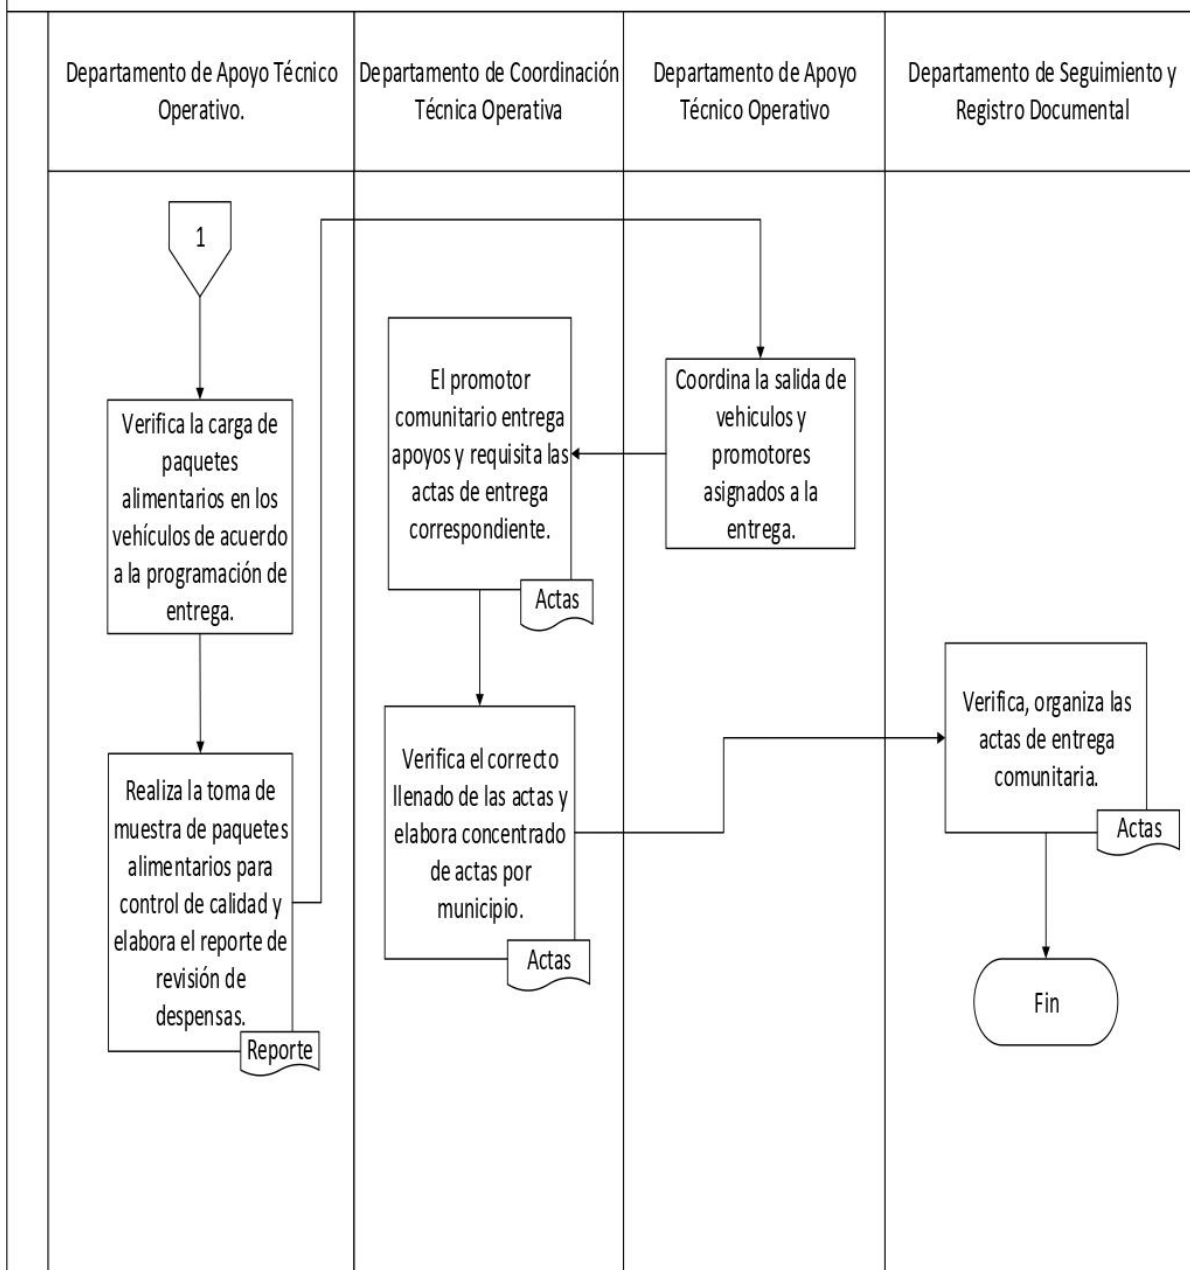 Departamento de Apoyo Técnico
Operativo.
Departamento de Coordinación
Técnica Operativa
Departamento de Apoyo
Técnico Operativo
Departamento de Seguimiento y
Registro Documental
1
Verifica la carga de
paquetes
alimentarios en los
vehículos de acuerdo
a la programación de
entrega.
Realiza la toma de
muestra de paquetes
alimentarios para
control de calidad y
elabora el reporte de
revisión de
despensas.
Reporte
Coordina la salida de
vehiculos y
promotores
asignados a la
entrega.
El promotor
comunitario entrega
apoyos y requisita las
actas de entrega
correspondiente.
Actas
Verifica el correcto
llenado de las actas y
elabora concentrado
de actas por
municipio.
Actas
Verifica, organiza las
actas de entrega
comunitaria.
Actas
Fin